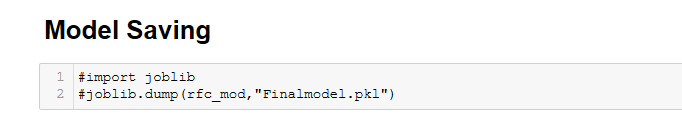 Model Saving
1 #import joblib
2 #joblib.dump(rfc_mod,"Finalmodel.pkl")